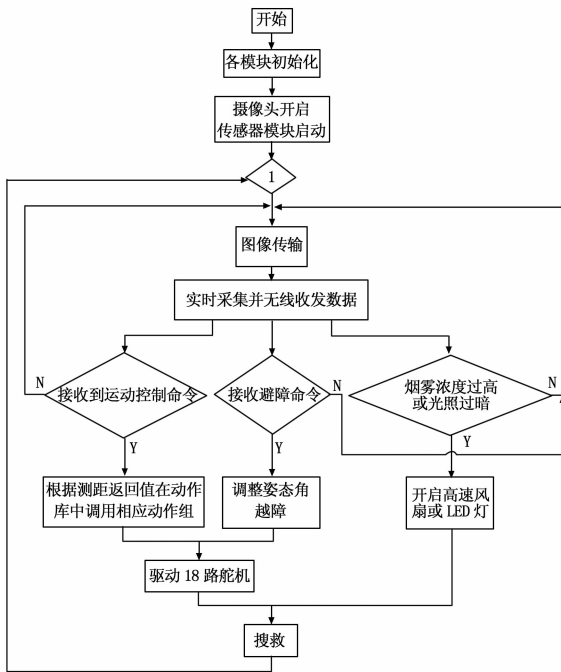 开始
各模块初始化
摄像头开启
传感器模块启动
1
图像传输
实时采集并无线收发数据
N
接收到运动控制命令
接收避障命令
N
烟雾浓度过高
或光照过暗
N
Y
Y
Y
根据测距返回值在动作
库中调用相应动作组
调整姿态角
越障
开启高速风
扇或 LED 灯
驱动 18 路舵机
搜救